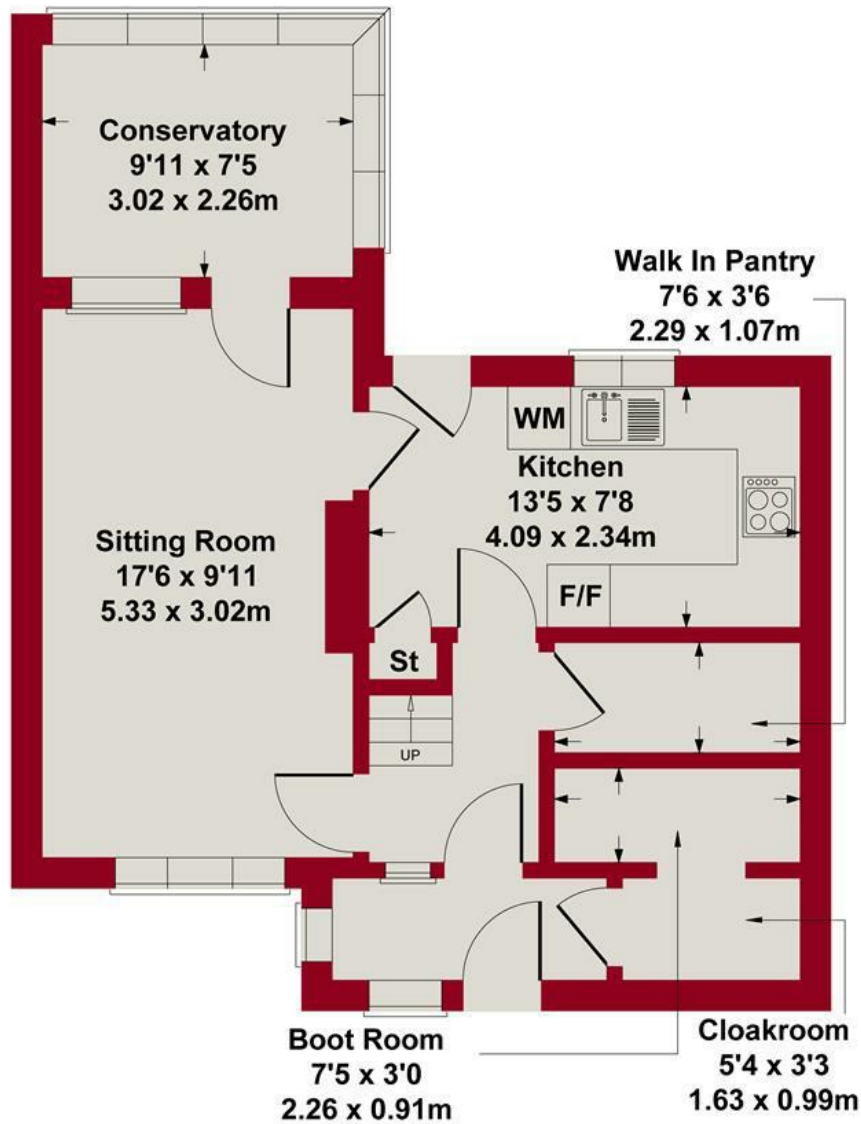 Conservatory
9'11 x 7'5
3.02 x 2.26m
Walk In Pantry
7'6 x 3'6
2.29 x 1.07m
WM
Kitchen
13'5 x 7'8
4.09 x 2.34m
Sitting Room
17'6 x 9'11
5.33 x 3.02m
F/F
St
UP
Boot Room
7'5 x 3'0
2.26 x 0.91m
Cloakroom
5'4 x 3'3
1.63 x 0.99m